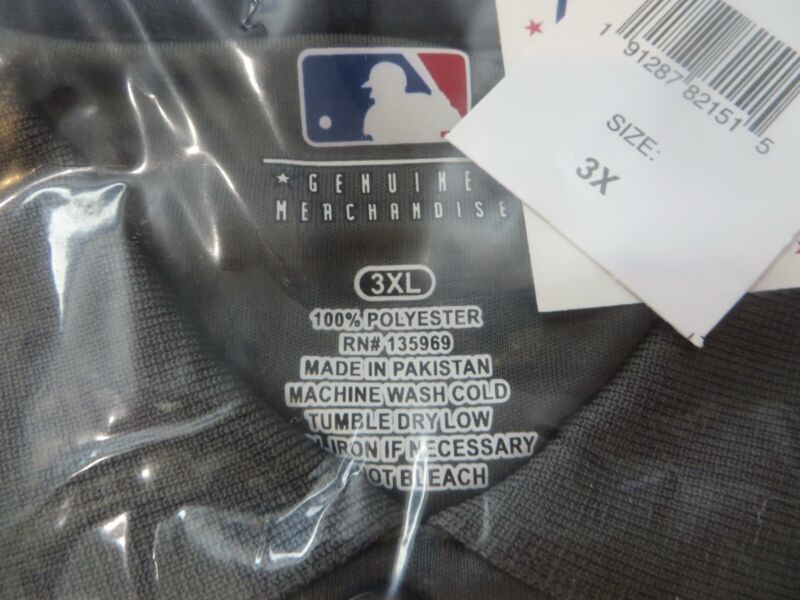 1 91287 82151 5
SIZE:
3X
GENUINE
MERCHANDISE
3XL
100% POLYESTER
RN# 135969
MADE IN PAKISTAN
MACHINE WASH COLD
TUMBLE DRY LOW
IRON IF NECESSARY
BLEACH